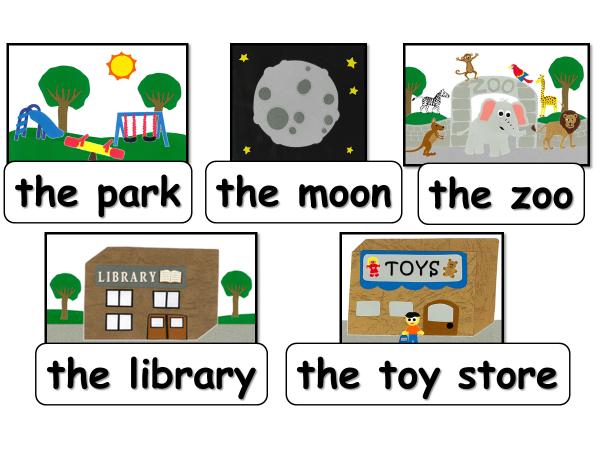 ZOO
the park
the moon
the zoo
LIBRARY
TOYS
the library
the toy store